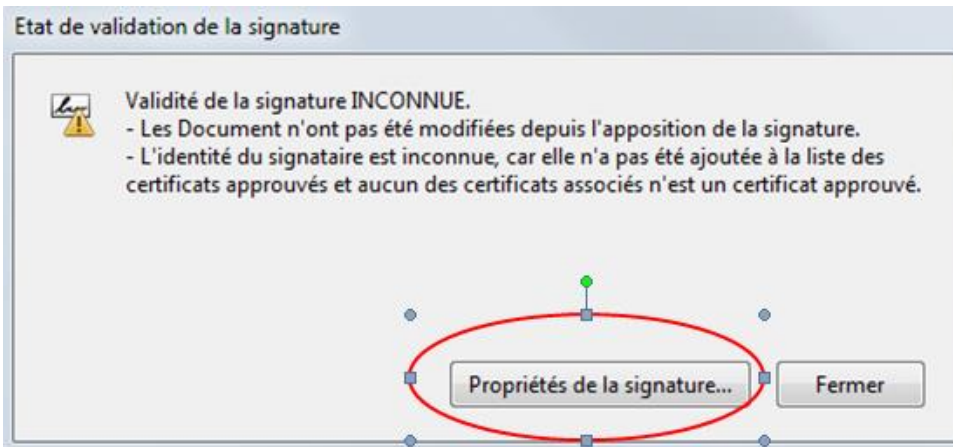 Etat de validation de la signature
Validité de la signature INCONNUE.
- Les Document n'ont pas été modifiées depuis l'apposition de la signature.
- L'identité du signataire est inconnue, car elle n'a pas été ajoutée à la liste des
certificats approuvés et aucun des certificats associés n'est un certificat approuvé.
Propriétés de la signature... Fermer